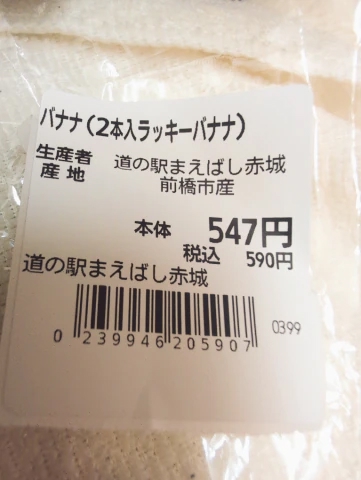 バナナ(2本入ラッキーバナナ)
生産者 道の駅まえばし赤城
産地 前橋市産
本体 547円
税込 590円
道の駅まえばし赤城
0399
0 239946 205907